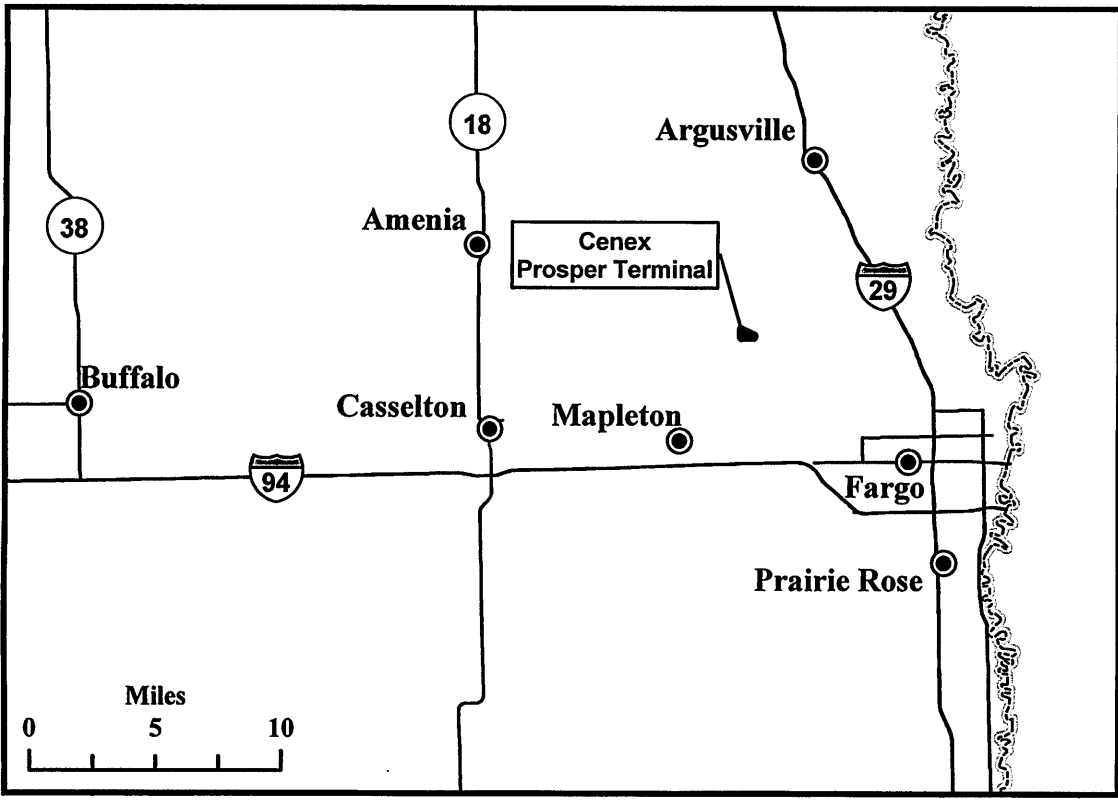 18
Argusville
38
Amenia
Cenex
Prosper Terminal
29
Buffalo
Casselton
Mapleton
94
Fargo
Prairie Rose
Miles
0 5 10